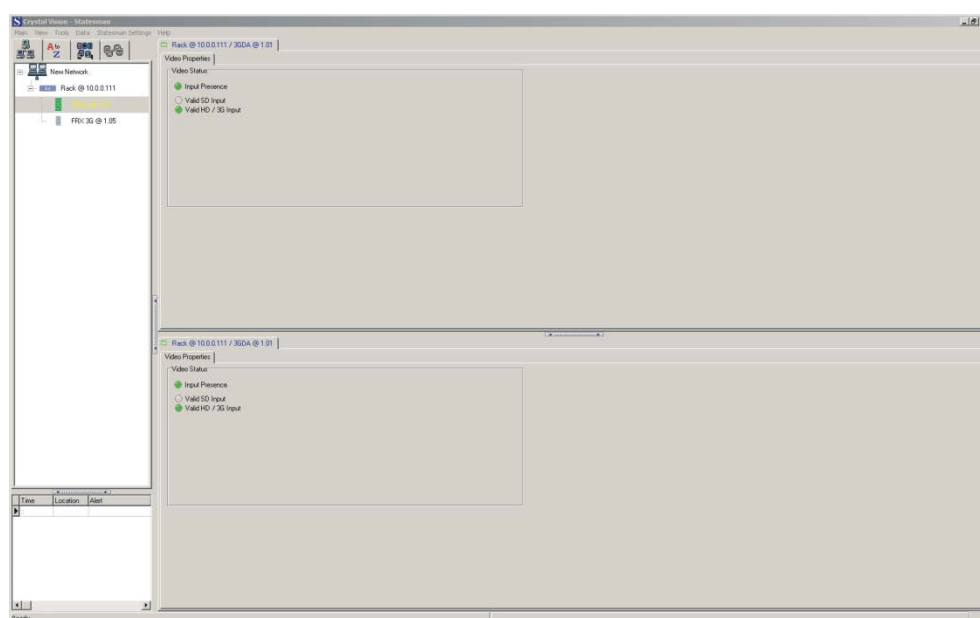 Crystal Vision - Statesman
Main View Tools Data Statesman Settings Help
A to Z
Rack @ 10.0.0.111 / 3GDA @ 1.01
Video Properties
Video Status
Input Presence
Valid SD Input
Valid HD / 3G Input
New Network
Rack @ 10.0.0.111
FRX 3G @ 1.05
Rack @ 10.0.0.111 / 3GDA @ 1.01
Video Properties
Video Status
Input Presence
Valid SD Input
Valid HD / 3G Input
Time Location Alert
Ready